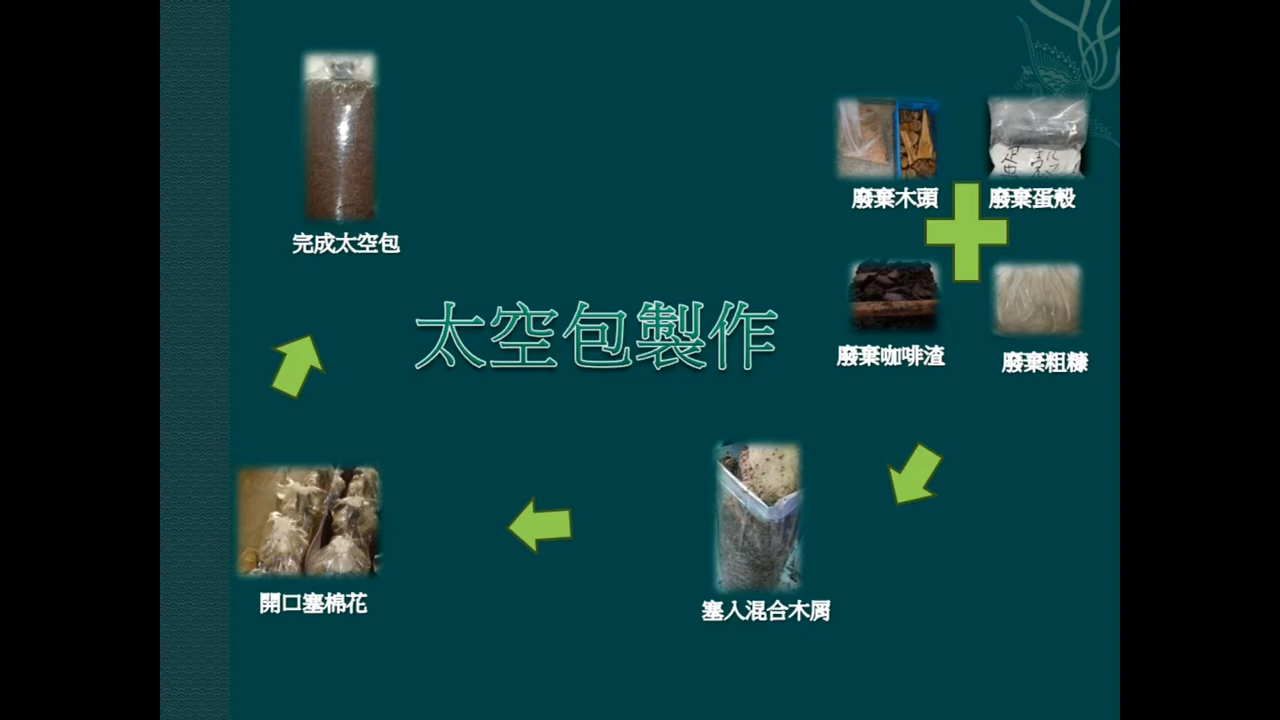 廢棄木頭
廢棄蛋殼
完成太空包
太空包製作
廢棄咖啡渣
廢棄粗糠
開口塞棉花
塞入混合木屑